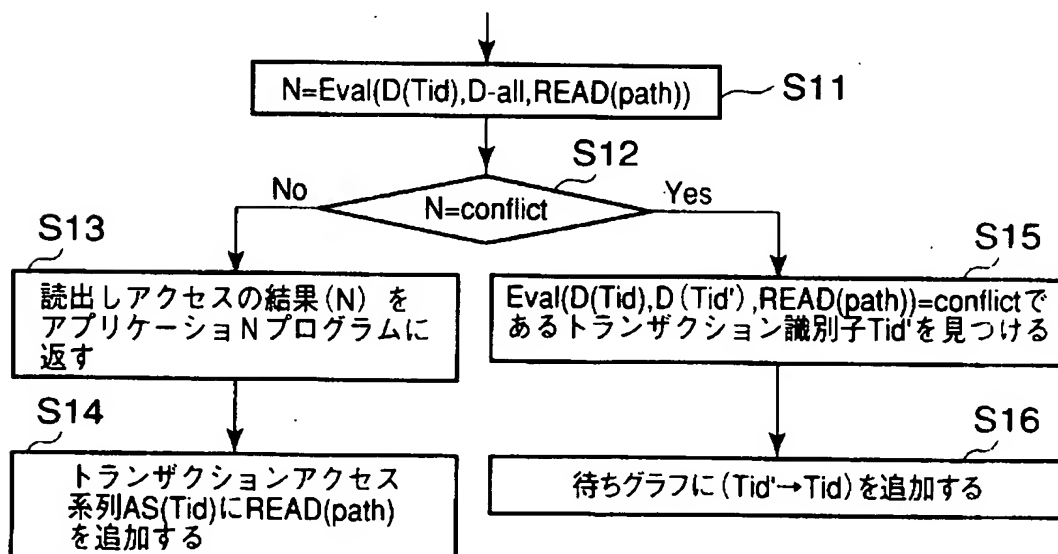 N=Eval(D(Tid),D-all,READ(path))
S11
S12
No
N=conflict
Yes
S13
読出しアクセスの結果(N)を
アプリケーショNプログラムに
返す
S15
Eval(D(Tid),D(Tid'),READ(path))=conflictで
あるトランザクション識別子Tid'を見つける
S14
トランザクションアクセス
系列AS(Tid)にREAD(path)
を追加する
S16
待ちグラフに(Tid'→Tid)を追加する